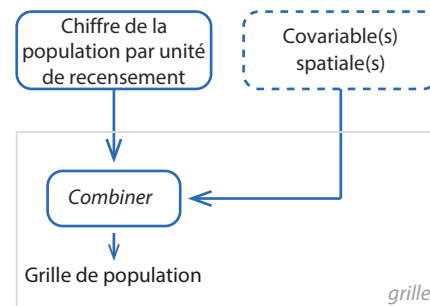 Chiffre de la
population par unité
de recensement
Covariable(s)
spatiale(s)
Combiner
Grille de population
grille